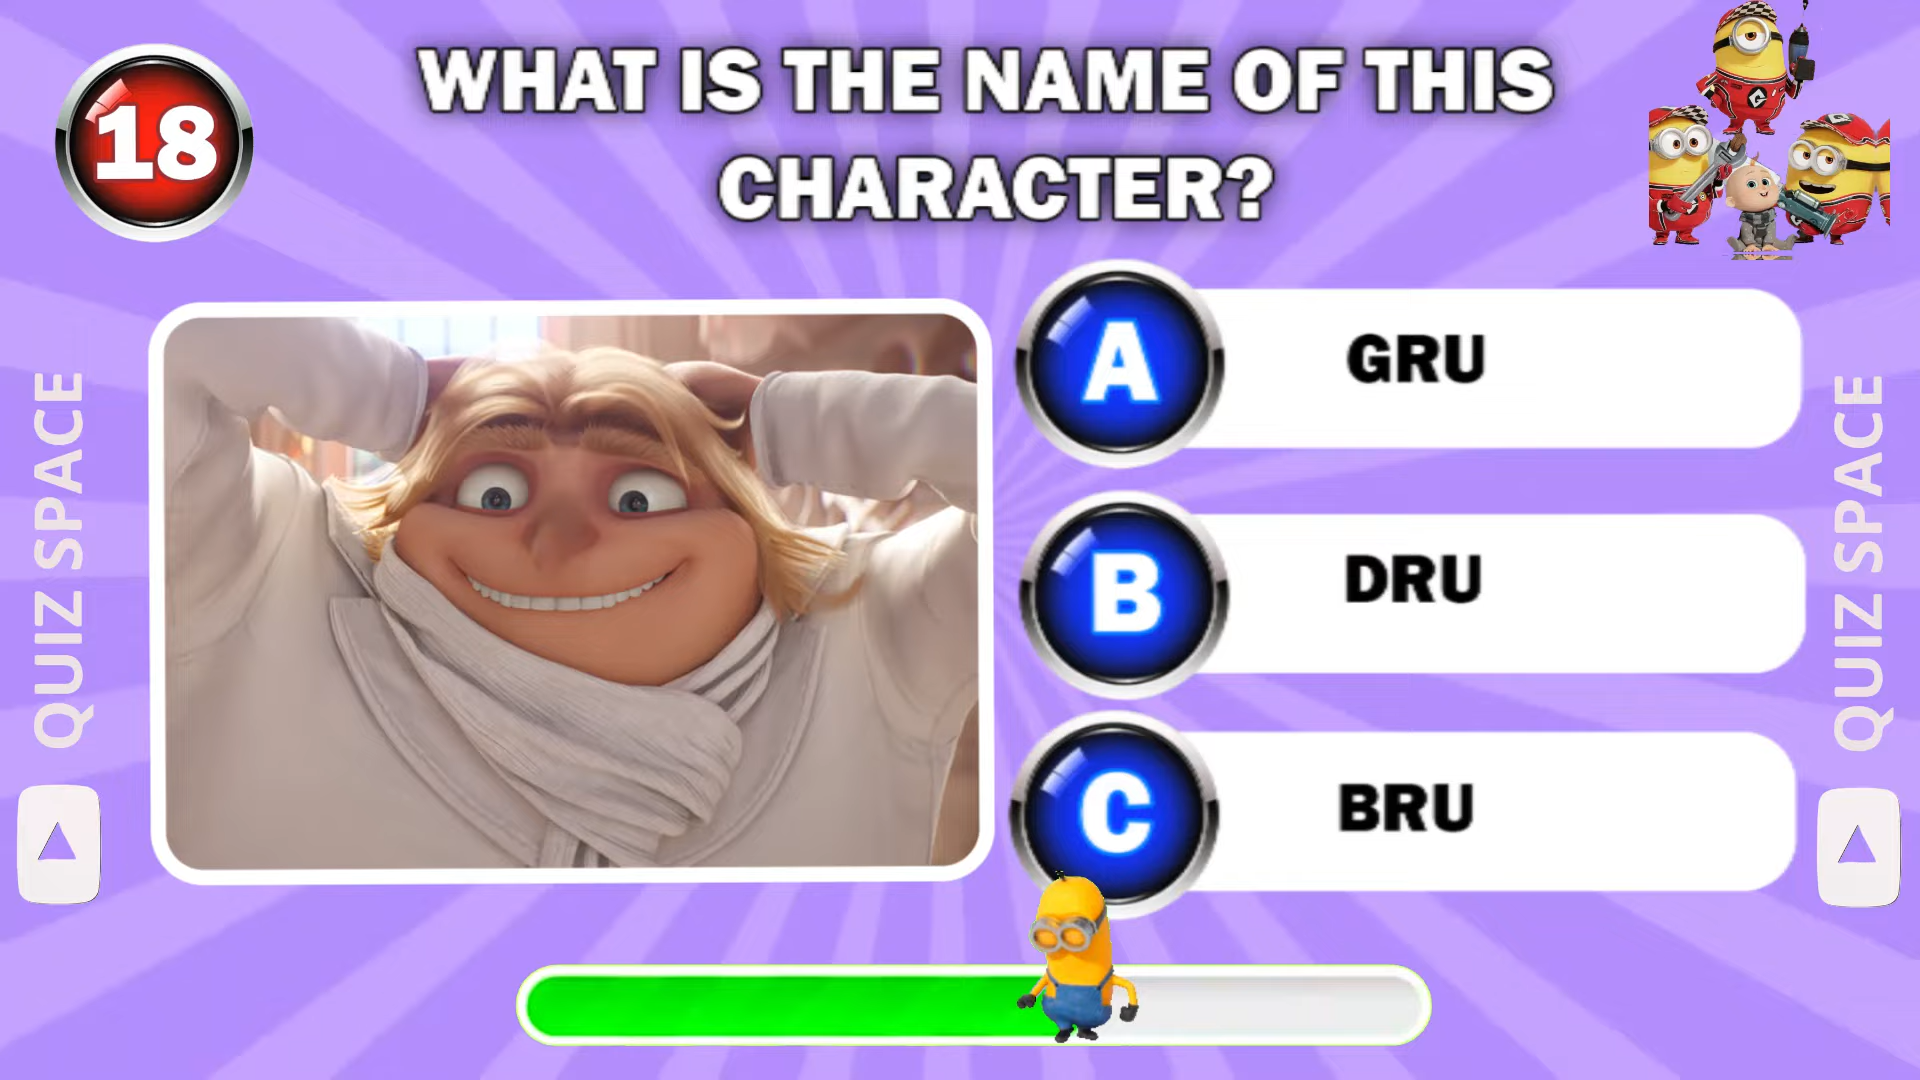 18
WHAT IS THE NAME OF THIS
CHARACTER?
QUIZ SPACE
A
GRU
B
DRU
C
BRU
QUIZ SPACE